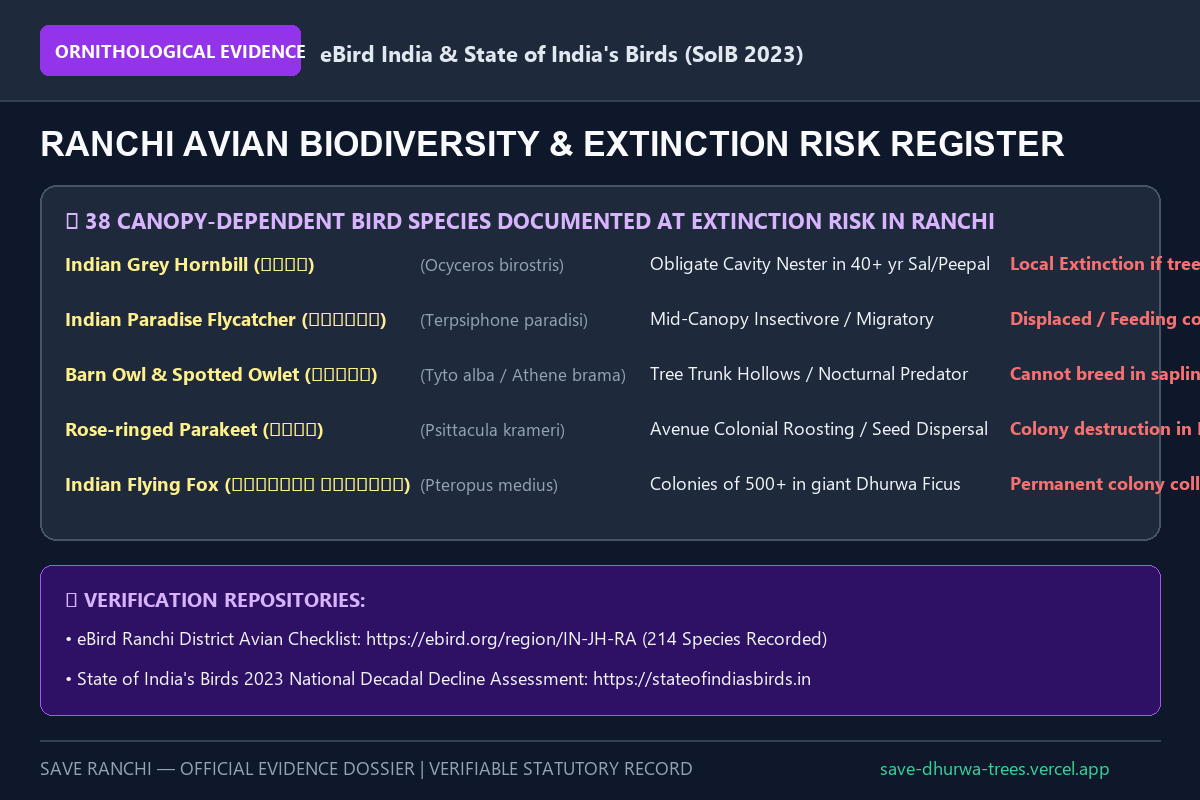 ORNITHOLOGICAL EVIDENCE eBird India & State of India's Birds (SoIB 2023)
RANCHI AVIAN BIODIVERSITY & EXTINCTION RISK REGISTER
38 CANOPY-DEPENDENT BIRD SPECIES DOCUMENTED AT EXTINCTION RISK IN RANCHI
Indian Grey Hornbill (▯▯▯▯) (Ocyceros birostris) Obligate Cavity Nester in 40+ yr Sal/Peepal Local Extinction if tree
Indian Paradise Flycatcher (▯▯▯▯▯▯) (Terpsiphone paradisi) Mid-Canopy Insectivore / Migratory Displaced / Feeding co
Barn Owl & Spotted Owlet (▯▯▯▯▯) (Tyto alba / Athene brama) Tree Trunk Hollows / Nocturnal Predator Cannot breed in saplin
Rose-ringed Parakeet (▯▯▯▯) (Psittacula krameri) Avenue Colonial Roosting / Seed Dispersal Colony destruction in
Indian Flying Fox (▯▯▯▯▯▯▯ ▯▯▯▯▯▯▯) (Pteropus medius) Colonies of 500+ in giant Dhurwa Ficus Permanent colony coll
VERIFICATION REPOSITORIES:
• eBird Ranchi District Avian Checklist: https://ebird.org/region/IN-JH-RA (214 Species Recorded)
• State of India's Birds 2023 National Decadal Decline Assessment: https://stateofindiasbirds.in
SAVE RANCHI — OFFICIAL EVIDENCE DOSSIER | VERIFIABLE STATUTORY RECORD save-dhurwa-trees.vercel.app